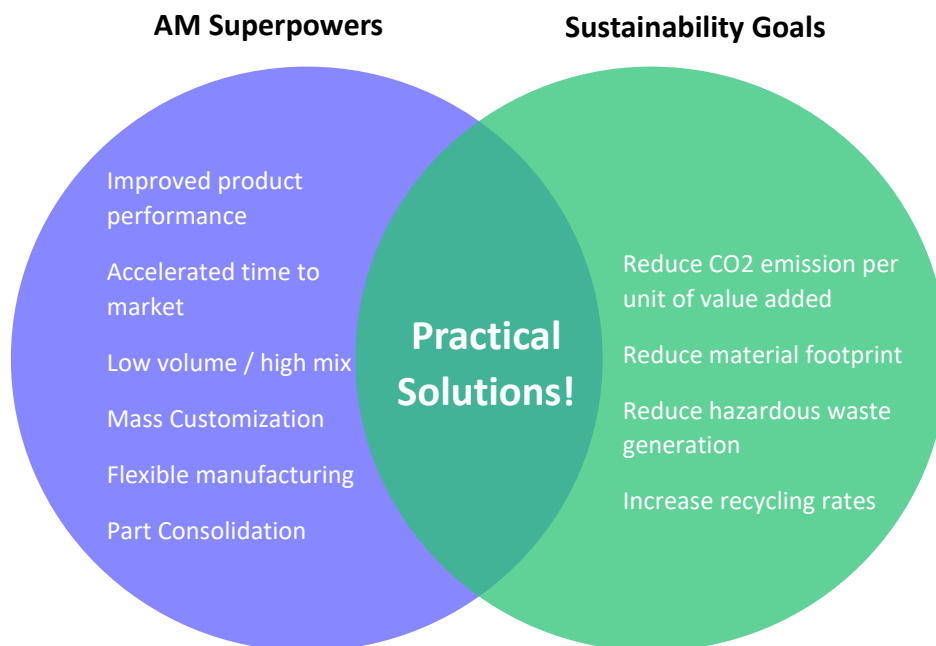 AM Superpowers
Sustainability Goals
Improved product
performance
Accelerated time to
market
Low volume / high mix
Mass Customization
Flexible manufacturing
Part Consolidation
Practical
Solutions!
Reduce CO2 emission per
unit of value added
Reduce material footprint
Reduce hazardous waste
generation
Increase recycling rates